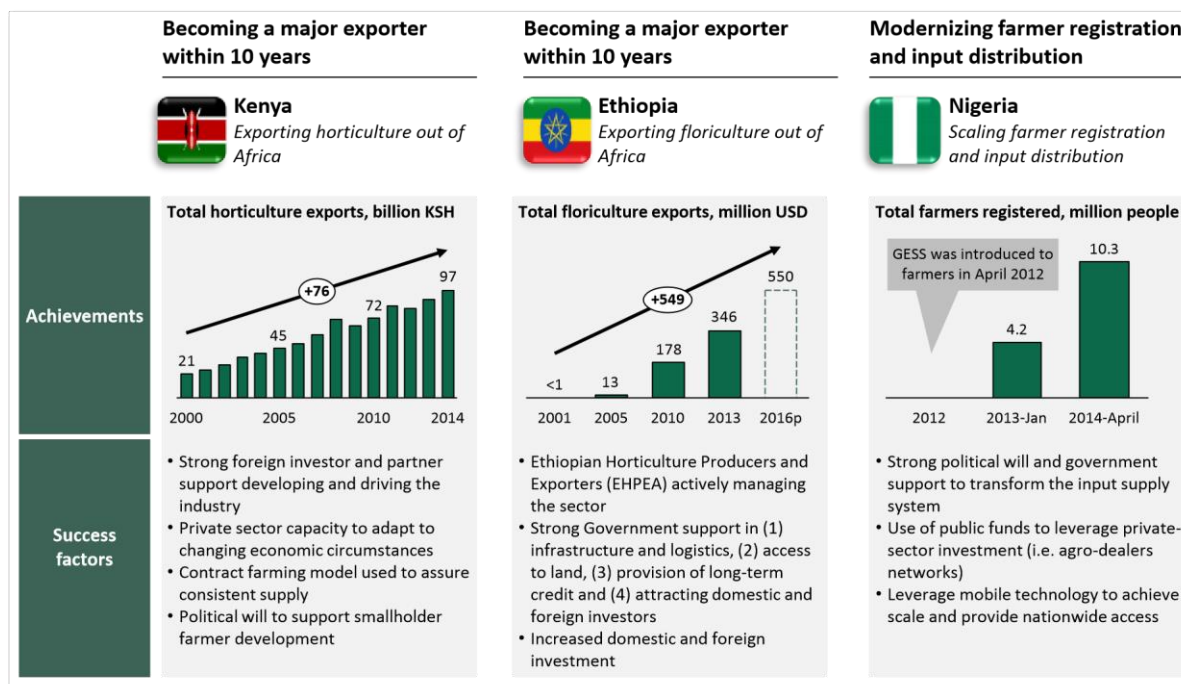 Becoming a major exporter
within 10 years
Kenya
Exporting horticulture out of
Africa
Becoming a major exporter
within 10 years
Ethiopia
Exporting floriculture out of
Africa
Modernizing farmer registration
and input distribution
Nigeria
Scaling farmer registration
and input distribution
Achievements
Total horticulture exports, billion KSH
+76
21
45
72
97
2000
2005
2010
2014
Total floriculture exports, million USD
+549
<1
13
178
346
550
2001
2005
2010
2013
2016p
Total farmers registered, million people
GESS was introduced to
farmers in April 2012
4.2
10.3
2012
2013-Jan
2014-April
Success
factors
• Strong foreign investor and partner
support developing and driving the
industry
• Private sector capacity to adapt to
changing economic circumstances
• Contract farming model used to assure
consistent supply
• Political will to support smallholder
farmer development
• Ethiopian Horticulture Producers and
Exporters (EHPEA) actively managing
the sector
• Strong Government support in (1)
infrastructure and logistics, (2) access
to land, (3) provision of long-term
credit and (4) attracting domestic and
foreign investors
• Increased domestic and foreign
investment
• Strong political will and government
support to transform the input supply
system
• Use of public funds to leverage private-
sector investment (i.e. agro-dealers
networks)
• Leverage mobile technology to achieve
scale and provide nationwide access